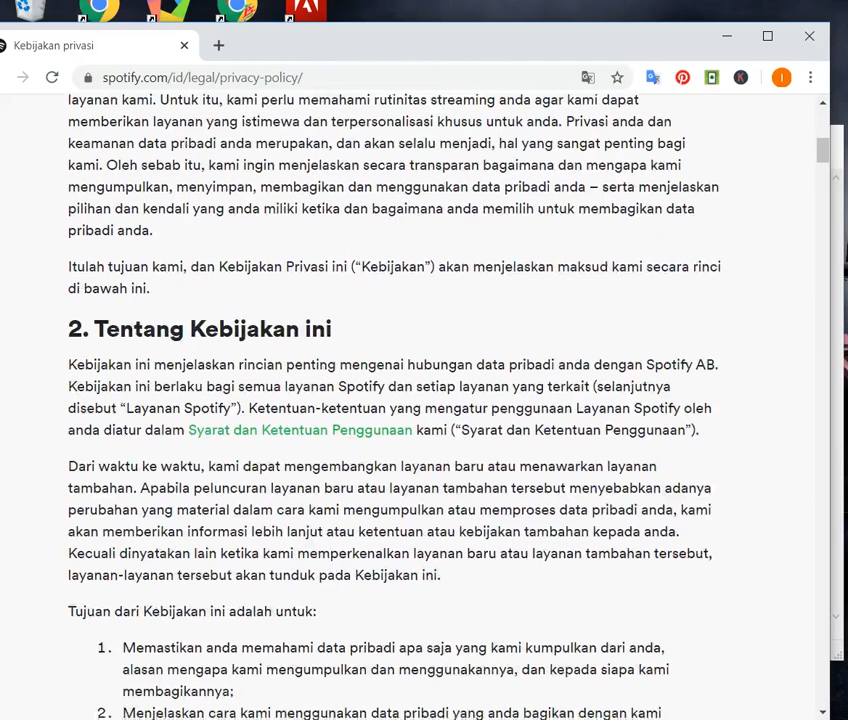 Kebijakan privasi
spotify.com/id/legal/privacy-policy/
I
layanan kami. Untuk itu, kami perlu memahami rutinitas streaming anda agar kami dapat
memberikan layanan yang istimewa dan terpersonalisasi khusus untuk anda. Privasi anda dan
keamanan data pribadi anda merupakan, dan akan selalu menjadi, hal yang sangat penting bagi
kami. Oleh sebab itu, kami ingin menjelaskan secara transparan bagaimana dan mengapa kami
mengumpulkan, menyimpan, membagikan dan menggunakan data pribadi anda – serta menjelaskan
pilihan dan kendali yang anda miliki ketika dan bagaimana anda memilih untuk membagikan data
pribadi anda.
Itulah tujuan kami, dan Kebijakan Privasi ini (“Kebijakan”) akan menjelaskan maksud kami secara rinci
di bawah ini.
2. Tentang Kebijakan ini
Kebijakan ini menjelaskan rincian penting mengenai hubungan data pribadi anda dengan Spotify AB.
Kebijakan ini berlaku bagi semua layanan Spotify dan setiap layanan yang terkait (selanjutnya
disebut “Layanan Spotify”). Ketentuan-ketentuan yang mengatur penggunaan Layanan Spotify oleh
anda diatur dalam Syarat dan Ketentuan Penggunaan kami (“Syarat dan Ketentuan Penggunaan”).
Dari waktu ke waktu, kami dapat mengembangkan layanan baru atau menawarkan layanan
tambahan. Apabila peluncuran layanan baru atau layanan tambahan tersebut menyebabkan adanya
perubahan yang material dalam cara kami mengumpulkan atau memproses data pribadi anda, kami
akan memberikan informasi lebih lanjut atau ketentuan atau kebijakan tambahan kepada anda.
Kecuali dinyatakan lain ketika kami memperkenalkan layanan baru atau layanan tambahan tersebut,
layanan-layanan tersebut akan tunduk pada Kebijakan ini.
Tujuan dari Kebijakan ini adalah untuk:
1. Memastikan anda memahami data pribadi apa saja yang kami kumpulkan dari anda,
alasan mengapa kami mengumpulkan dan menggunakannya, dan kepada siapa kami
membagikannya;
2. Menjelaskan cara kami menggunakan data pribadi yang anda bagikan dengan kami